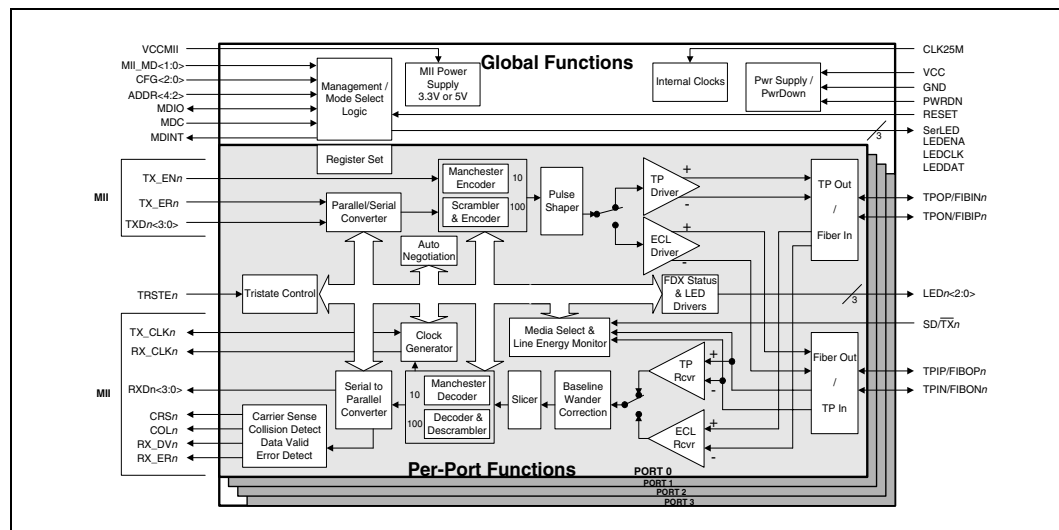 VCCMII
MII_MD<1:0>
CFG<2:0>
ADDR<4:2>
MDIO
MDC
MDINT
Management /
Mode Select
Logic
Register Set
MII Power
Supply
3.3V or 5V
Global Functions
Internal Clocks
Pwr Supply /
PwrDown
CLK25M
VCC
GND
PWRDN
RESET
3
SerLED
LEDENA
LEDCLK
LEDDAT
MII
TX_ENn
TX_ERn
TXDn<3:0>
Parallel/Serial
Converter
Manchester
Encoder
10
Scrambler
& Encoder
100
Pulse
Shaper
TP
Driver
+
-
ECL
Driver
+
-
TP Out
/
Fiber In
TPOP/FIBINn
TPON/FIBIPn
Auto
Negotiation
TRSTEn
Tristate Control
FDX Status
& LED
Drivers
3
LEDn<2:0>
TX_CLKn
RX_CLKn
Clock
Generator
Media Select &
Line Energy Monitor
SD/TXn
MII
RXDn<3:0>
CRSn
COLn
RX_DVn
RX_ERn
Serial to
Parallel
Converter
Carrier Sense
Collision Detect
Data Valid
Error Detect
10
Manchester
Decoder
100
Decoder &
Descrambler
Slicer
Baseline
Wander
Correction
TP
Rcvr
+
-
ECL
Rcvr
+
-
Fiber Out
/
TP In
TPIP/FIBOPn
TPIN/FIBONn
Per-Port Functions
PORT 0
PORT 1
PORT 2
PORT 3